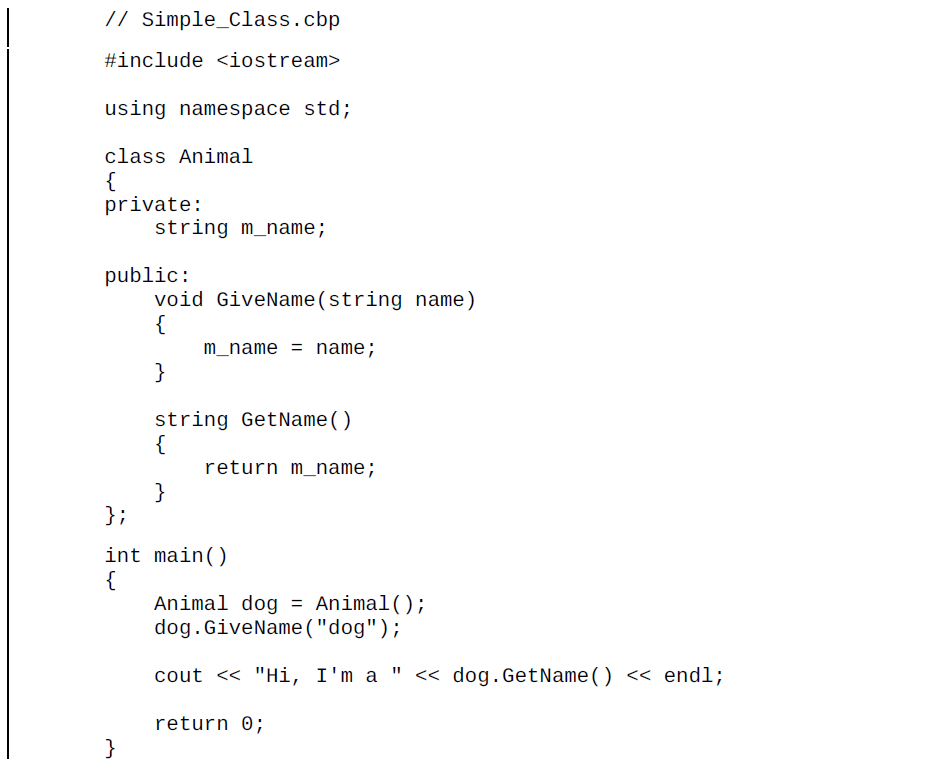 // Simple_Class.cbp
#include <iostream>
using namespace std;
class Animal
{
private:
    string m_name;
public:
    void GiveName(string name)
    {
        m_name = name;
    }
    string GetName()
    {
        return m_name;
    }
};
int main()
{
    Animal dog = Animal();
    dog.GiveName("dog");
    cout << "Hi, I'm a " << dog.GetName() << endl;
    return 0;
}